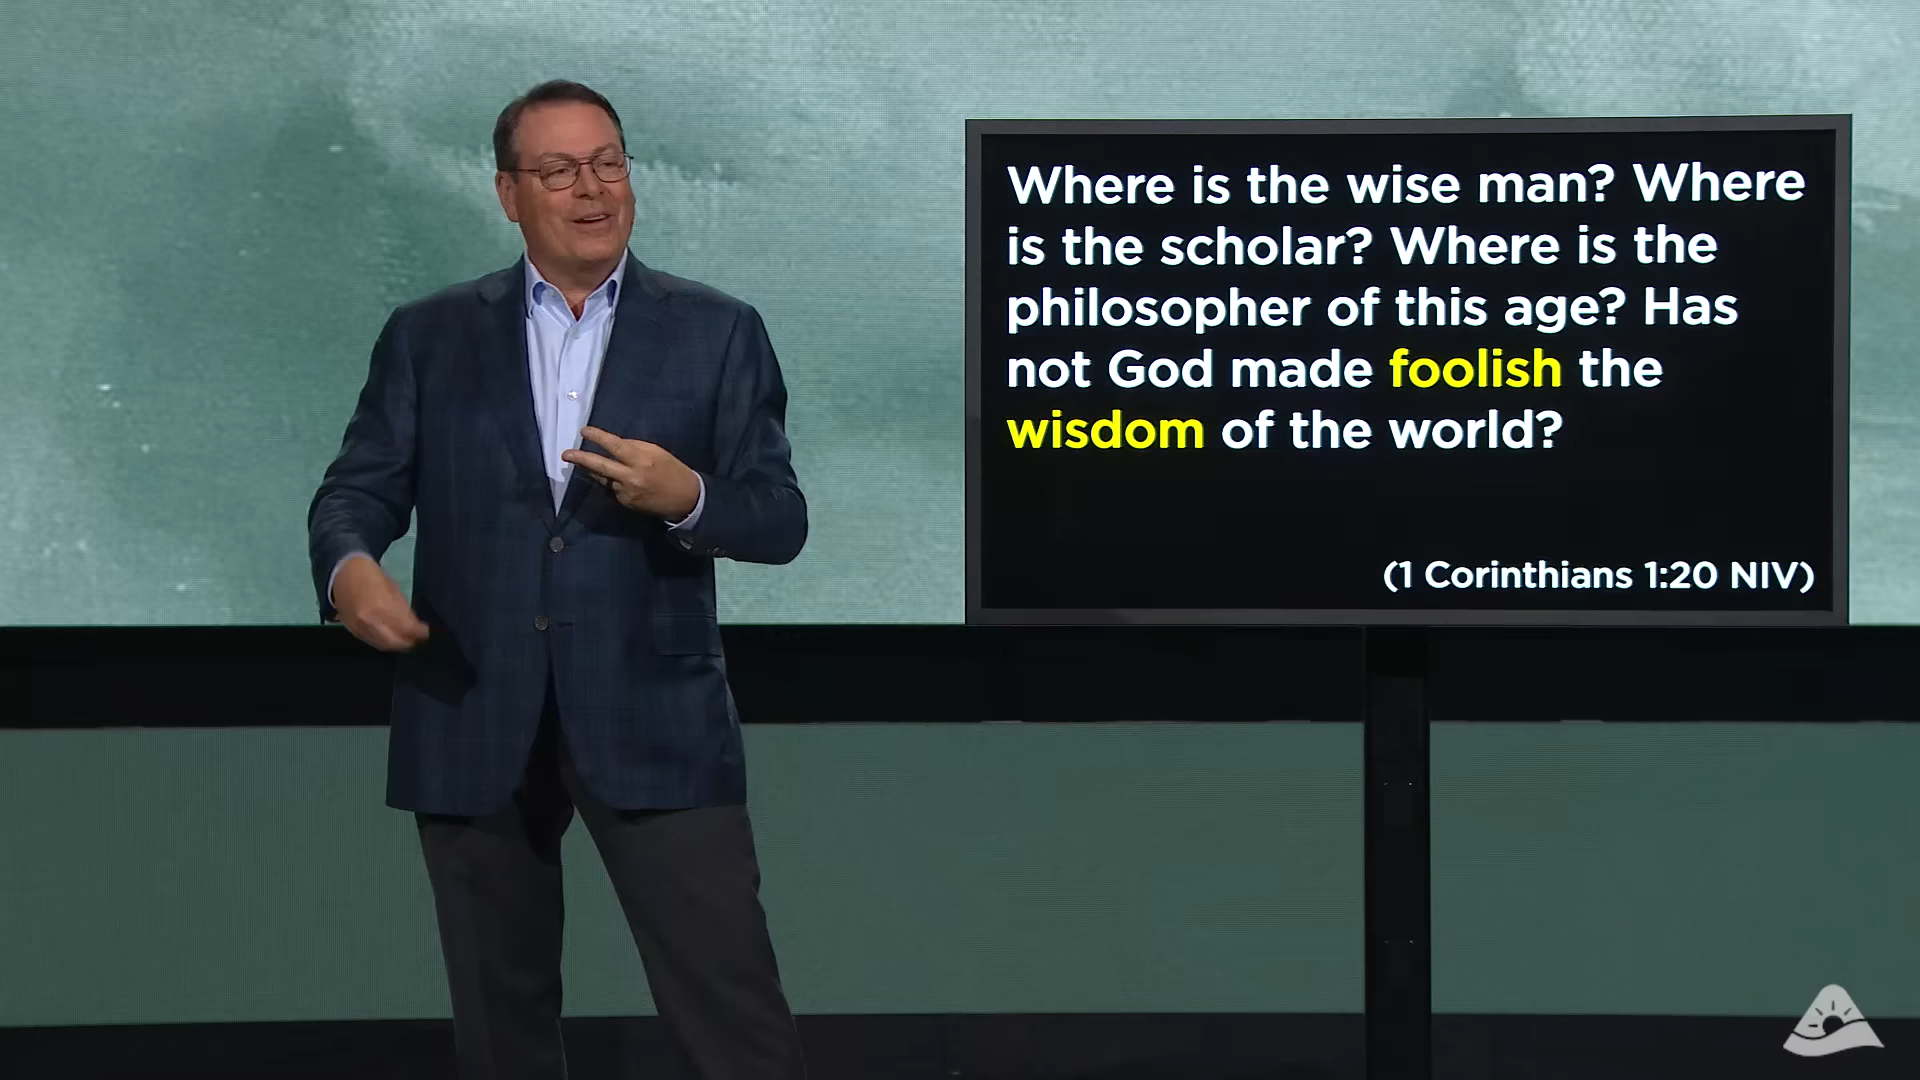 Where is the wise man? Where
is the scholar? Where is the
philosopher of this age? Has
not God made foolish the
wisdom of the world?
(1 Corinthians 1:20 NIV)